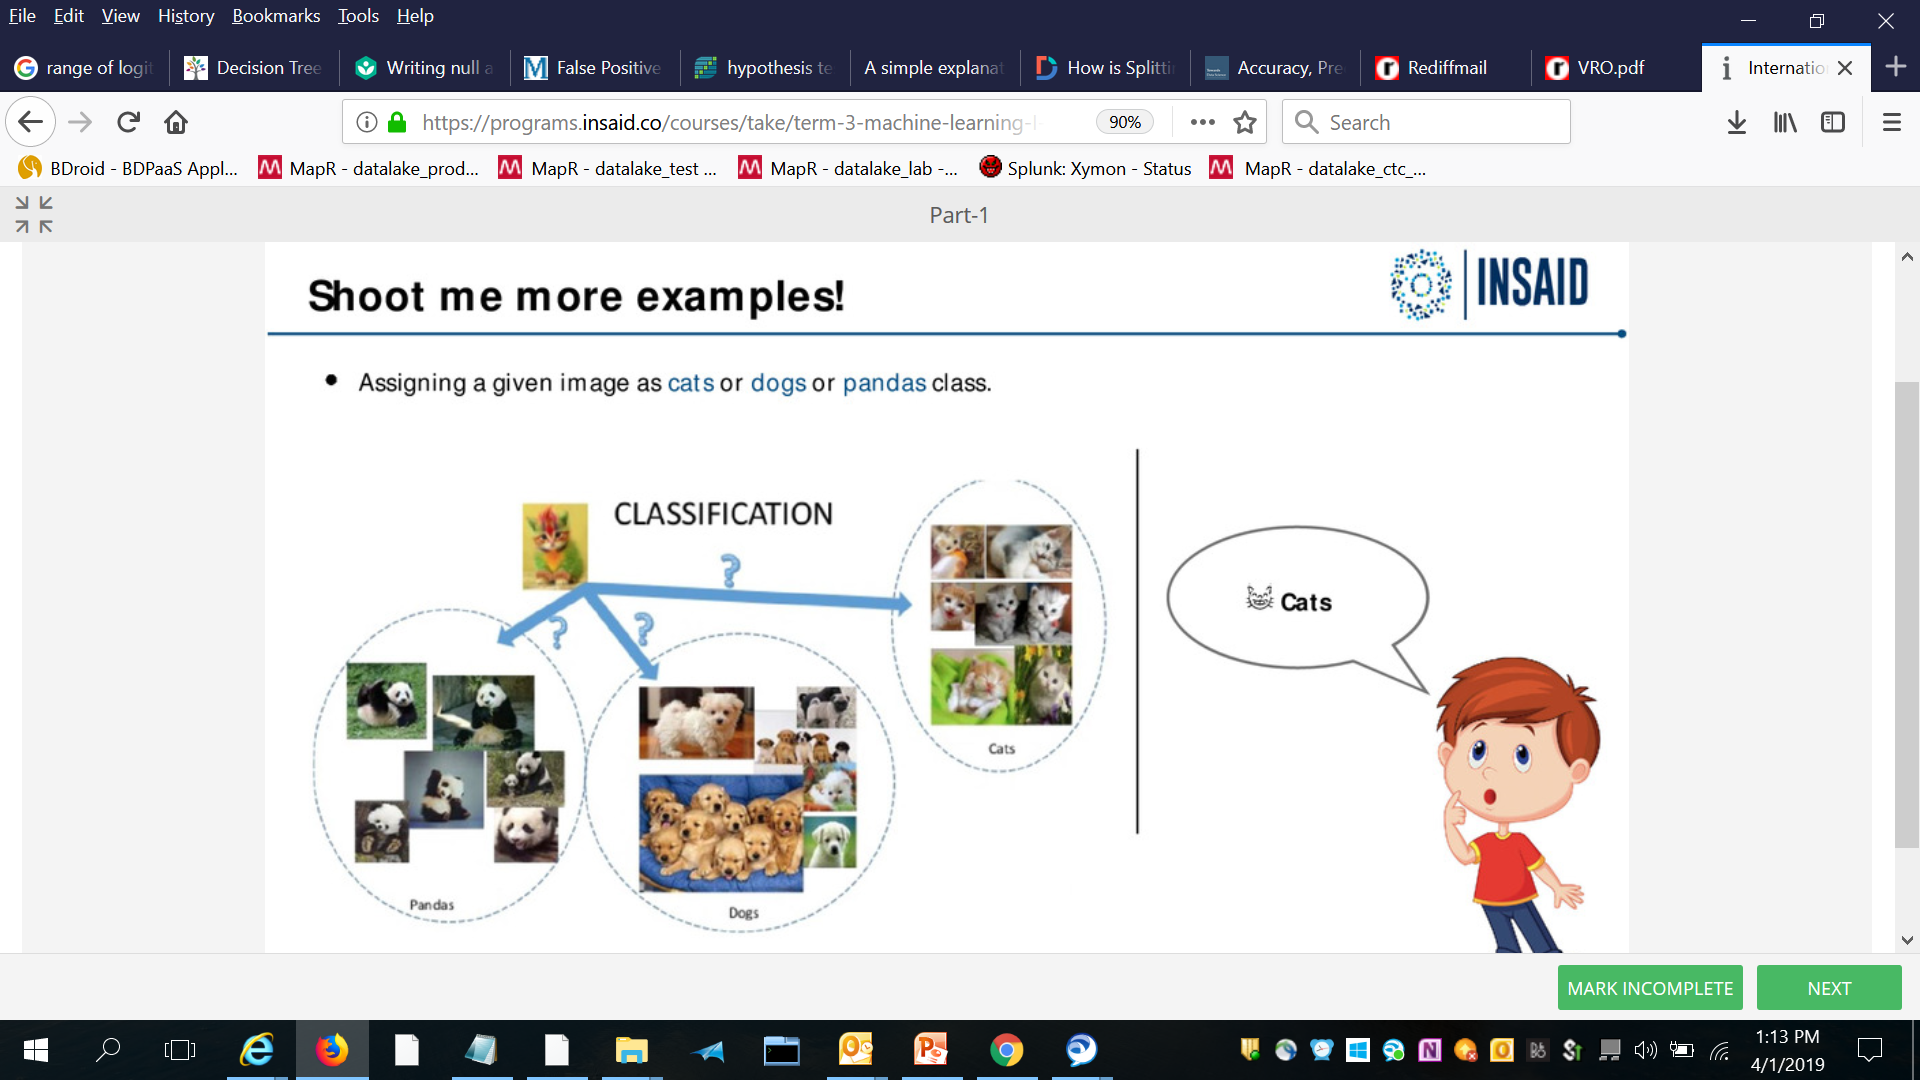 File Edit View History Bookmarks Tools Help
range of logit
Decision Tree
Writing null a
False Positive
hypothesis te
A simple explanat
How is Splitti
Accuracy, Pre
Rediffmail
VRO.pdf
Internatio
https://programs.insaid.co/courses/take/term-3-machine-learning-l
90%
Search
BDroid - BDPaaS Appl...
MapR - datalake_prod...
MapR - datalake_test ...
MapR - datalake_lab -...
Splunk: Xymon - Status
MapR - datalake_ctc_...
Part-1
Shoot me more examples!
INSAID
Assigning a given image as cats or dogs or pandas class.
CLASSIFICATION
?
?
?
Cats
Cats
Pandas
Dogs
MARK INCOMPLETE
NEXT
1:13 PM
4/1/2019